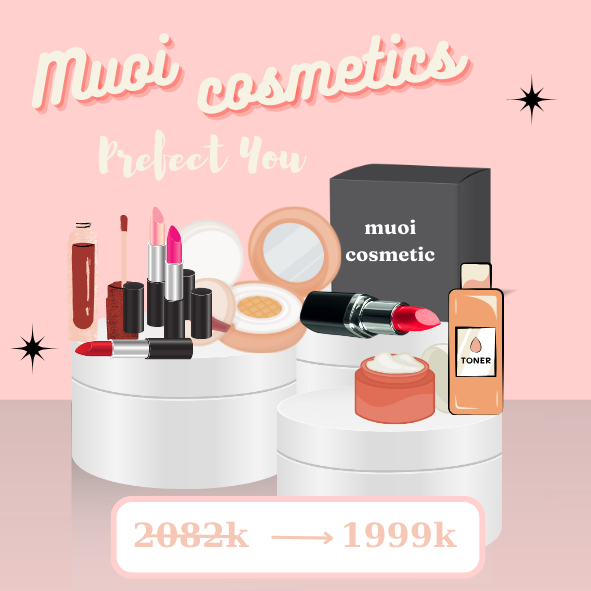 Muoi cosmetics
Prefect You
muoi
cosmetic
TONER
2082k → 1999k